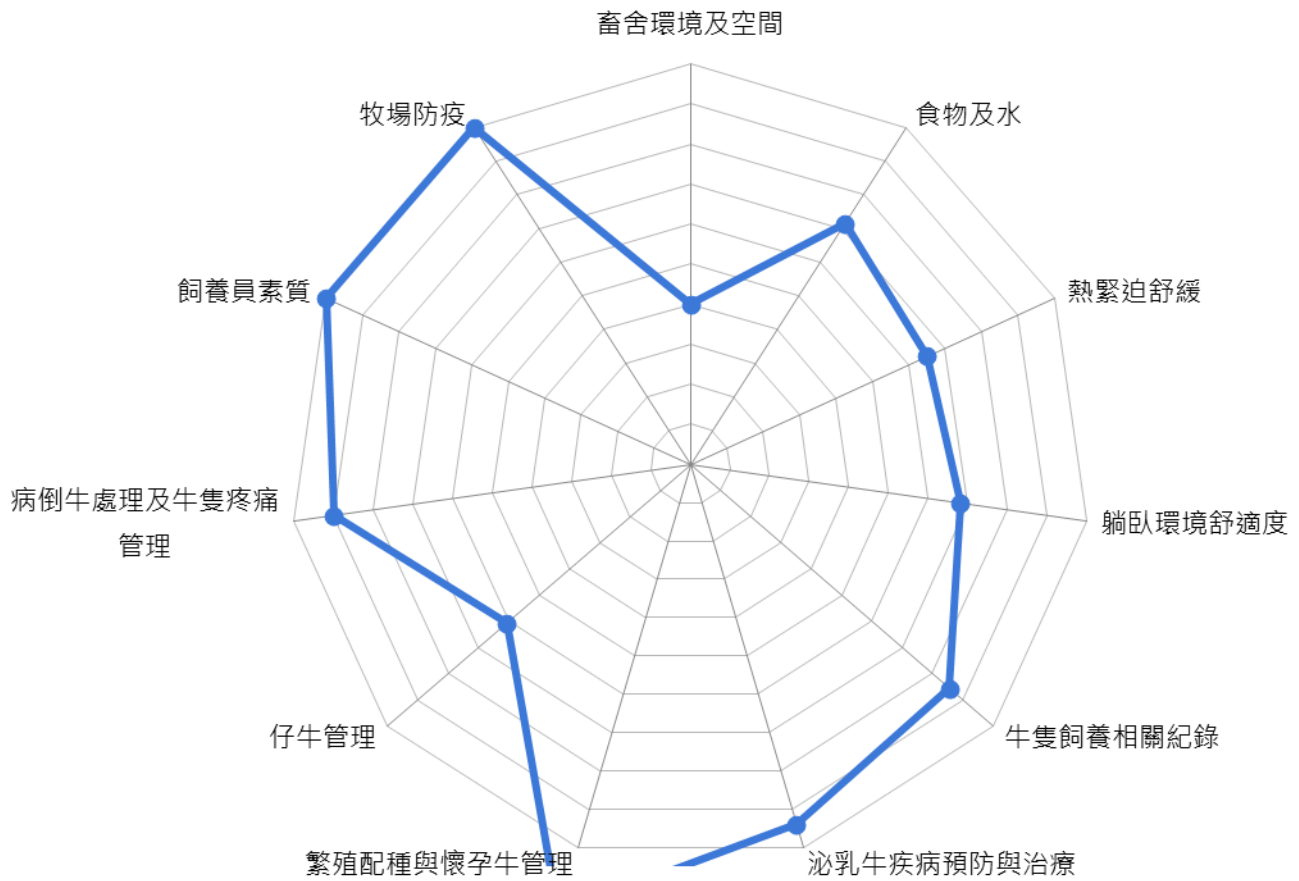 畜舍環境及空間
食物及水
熱緊迫舒緩
躺臥環境舒適度
牛隻飼養相關紀錄
泌乳牛疾病預防與治療
繁殖配種與懷孕牛管理
仔牛管理
病倒牛處理及牛隻疼痛
管理
飼養員素質
牧場防疫